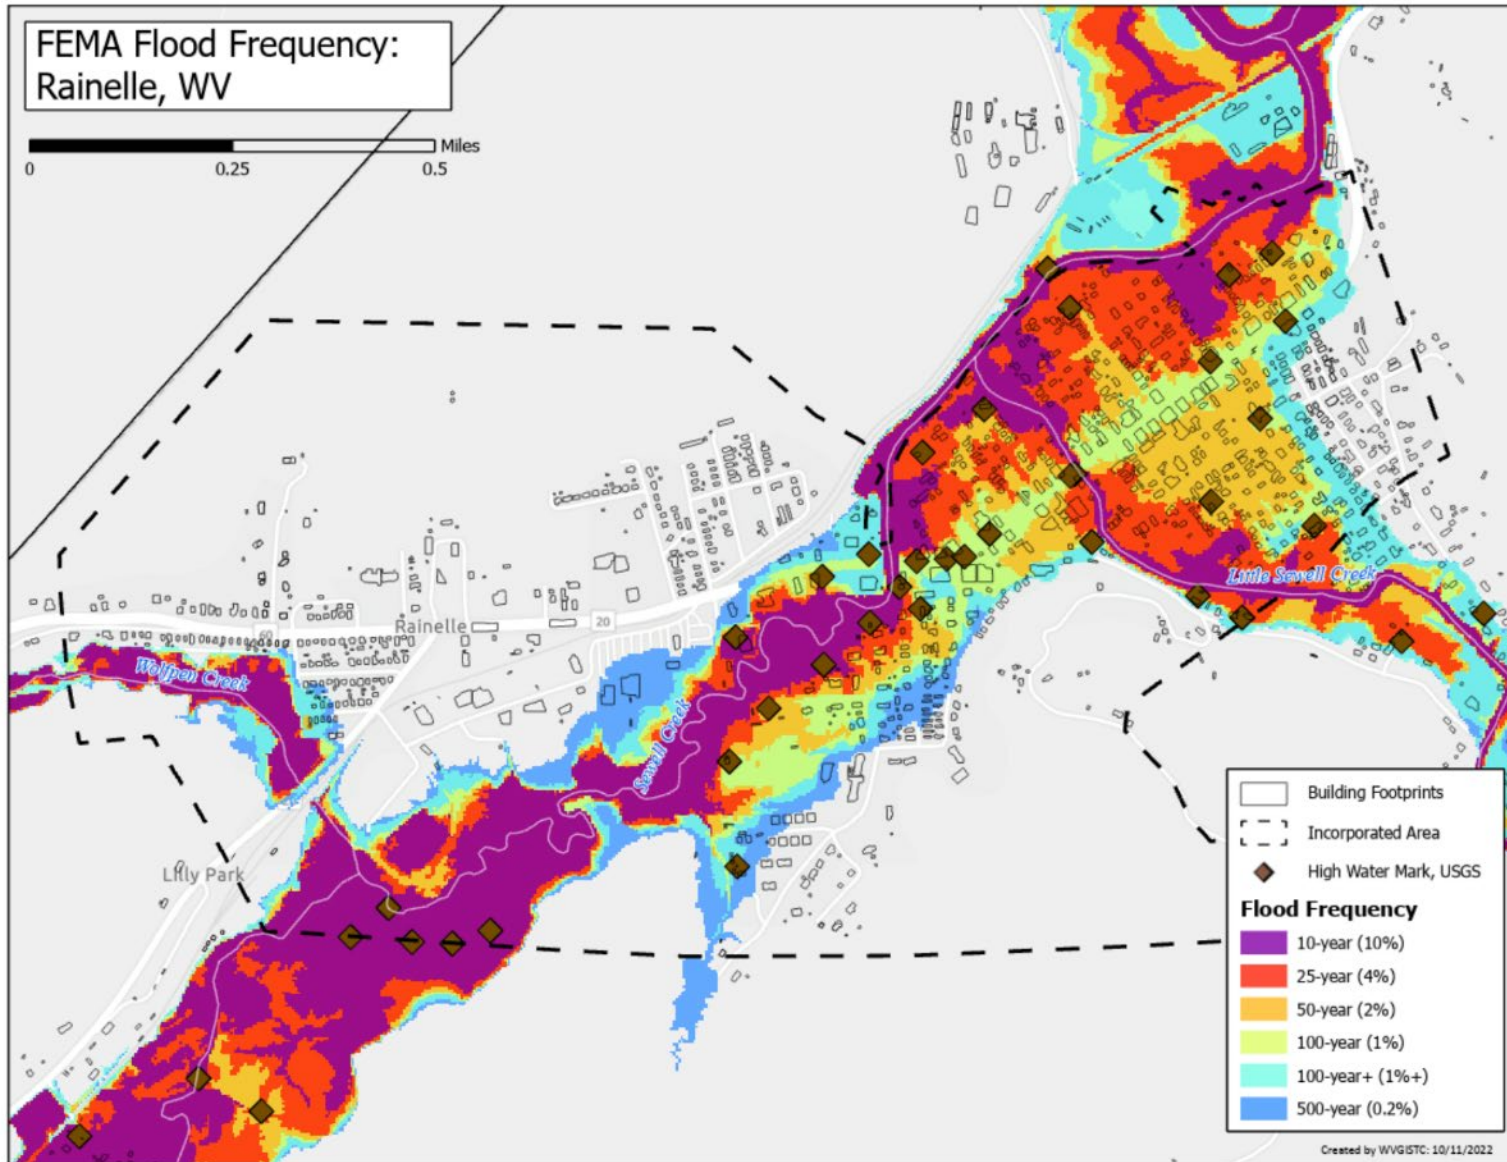 FEMA Flood Frequency:
Rainelle, WV
Miles
0
0.25
0.5
Little Sewell Creek
20
60
Rainelle
Wolfpen Creek
Sewell Creek
Lilly Park
Building Footprints
Incorporated Area
High Water Mark, USGS
Flood Frequency
10-year (10%)
25-year (4%)
50-year (2%)
100-year (1%)
100-year+ (1%+)
500-year (0.2%)
Created by WVGISTC: 10/11/2022